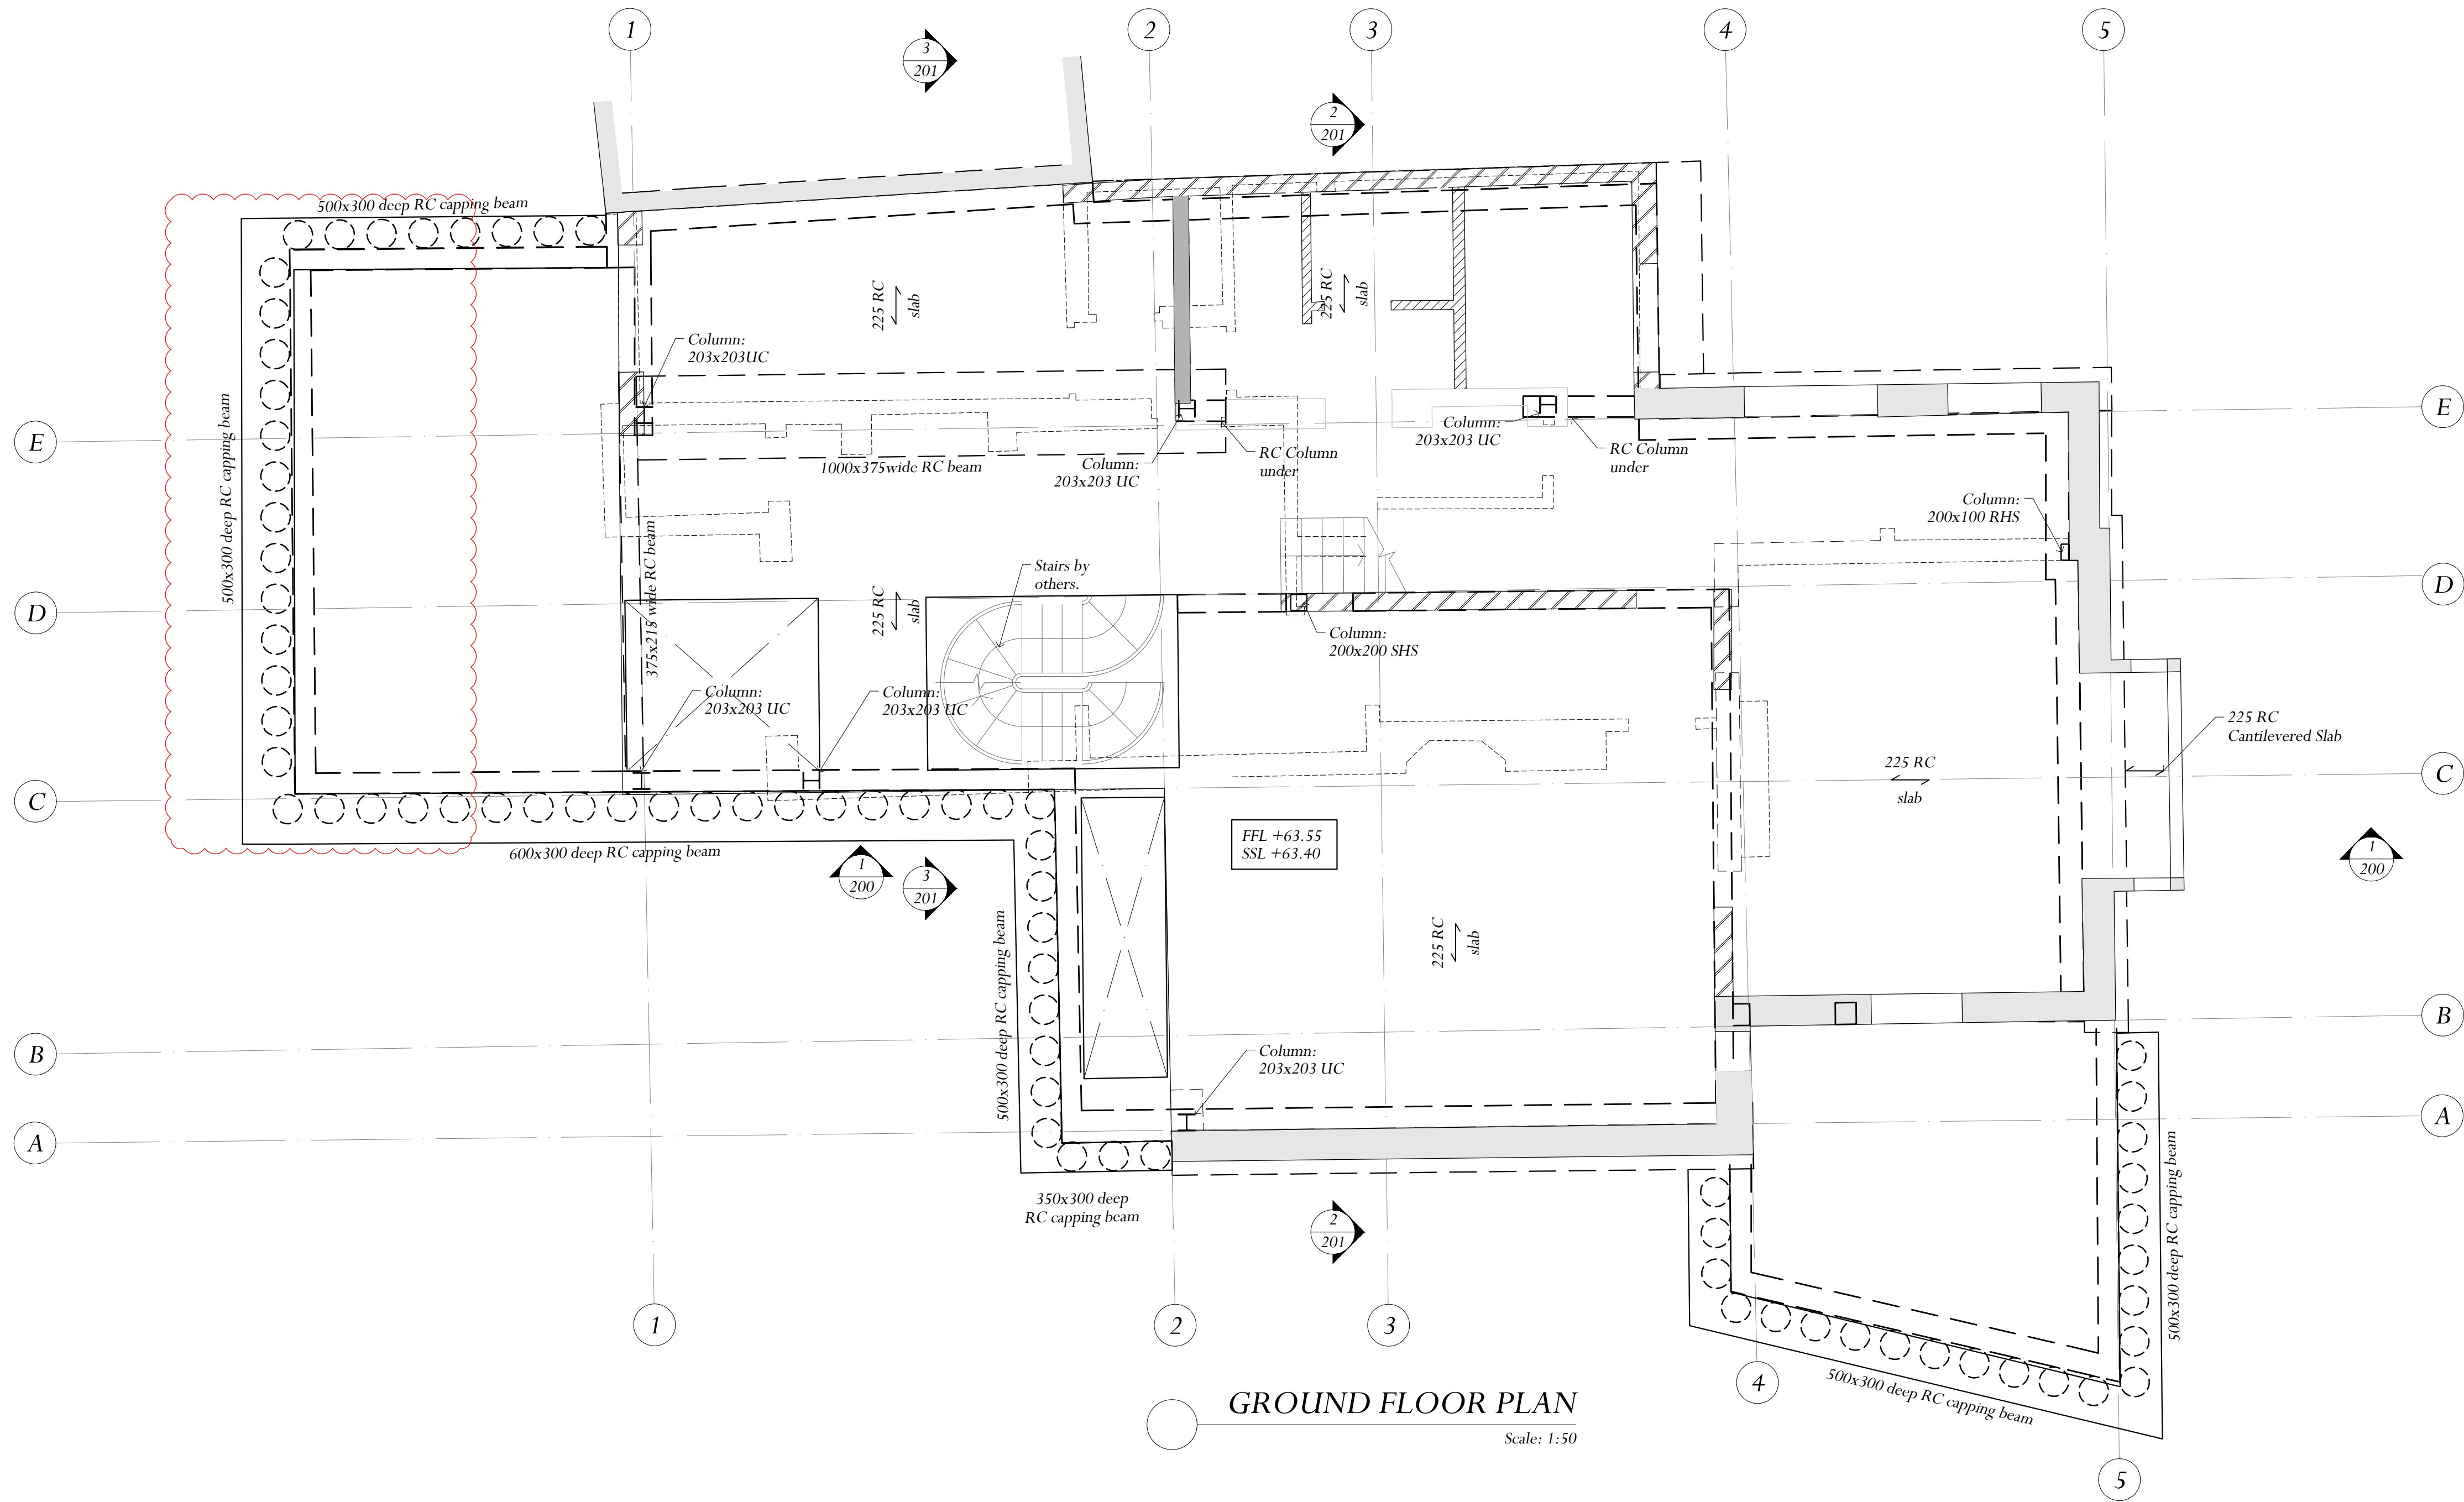 1
2
3
4
5
3
201
2
201
500x300 deep RC capping beam
225 RC
slab
225 RC
slab
Column:
203x203UC
E
E
500x300 deep RC capping beam
Column:
203x203 UC
RC Column
under
Column:
203x203 UC
RC Column
under
1000x375wide RC beam
Column:
200x100 RHS
375x215 wide RC beam
Stairs by
others.
D
D
225 RC
slab
Column:
200x200 SHS
Column:
203x203 UC
Column:
203x203 UC
225 RC
Cantilevered Slab
225 RC
slab
C
C
FFL +63.55
SSL +63.40
600x300 deep RC capping beam
1
200
3
201
1
200
225 RC
slab
500x300 deep RC capping beam
B
B
Column:
203x203 UC
A
A
350x300 deep
RC capping beam
2
201
500x300 deep RC capping beam
1
2
3
4
500x300 deep RC capping beam
5
GROUND FLOOR PLAN
Scale: 1:50